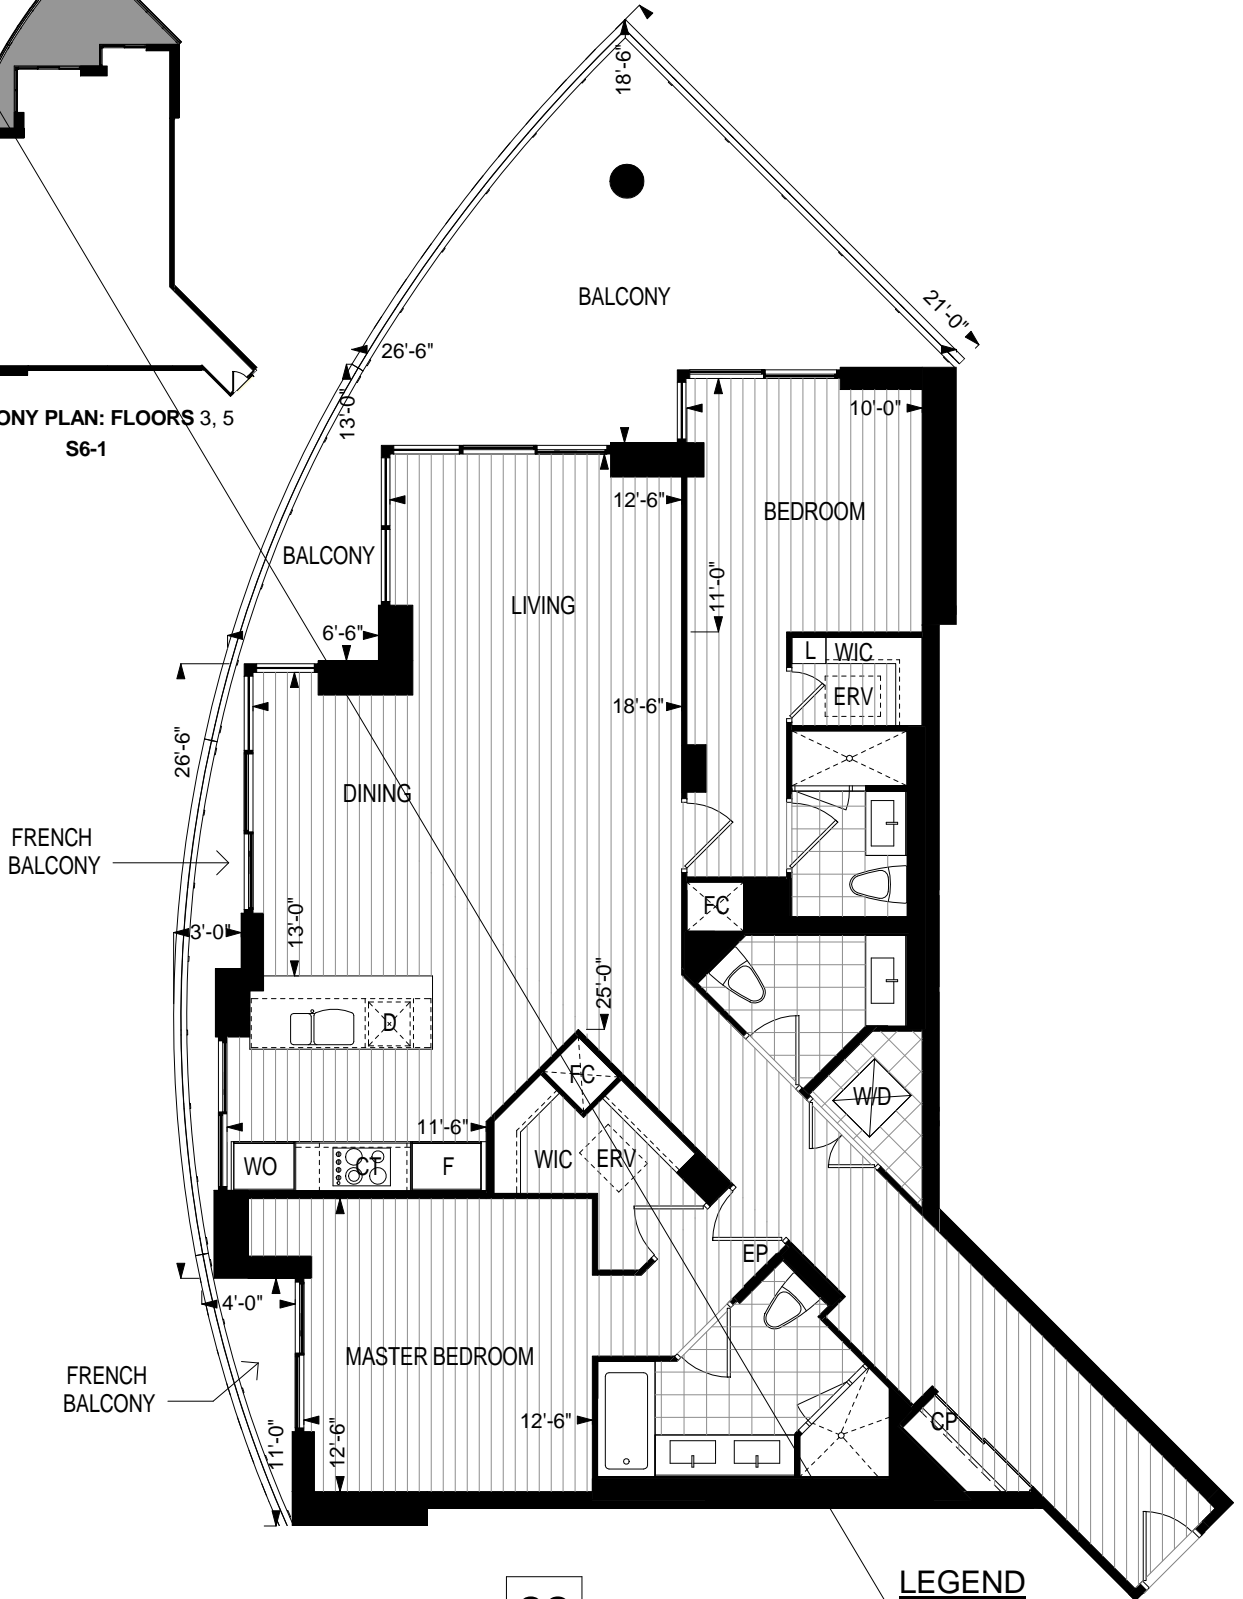 18'-6"
BALCONY
21'-0"
26'-6"
13'-0"
PLAN: FLOORS 3, 5
S6-1
10'-0"
12'-6"
BEDROOM
BALCONY
LIVING
11'-0"
6'-6"
L WIC
ERV
18'-6"
26'-6"
DINING
FRENCH
BALCONY
FC
3'-0"
13'-0"
25'-0"
D
FC
W/D
11'-6"
WO
CT
F
WIC
ERV
EP
4'-0"
MASTER BEDROOM
FRENCH
BALCONY
12'-6"
CP
11'-0"
12'-6"
LEGEND